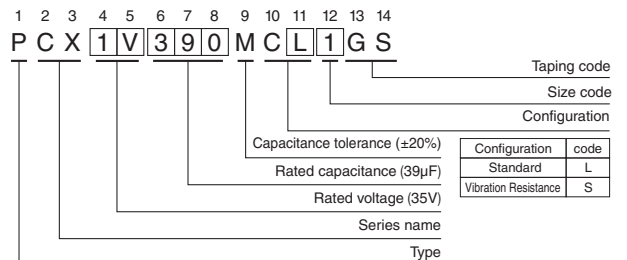 1 2 3 4 5 6 7 8 9 10 11 12 13 14
P C X 1 V 3 9 0 M C L 1 G S
Taping code
Size code
Configuration
Capacitance tolerance (±20%)
Rated capacitance (39μF)
Rated voltage (35V)
Series name
Type
Configuration code
Standard L
Vibration Resistance S